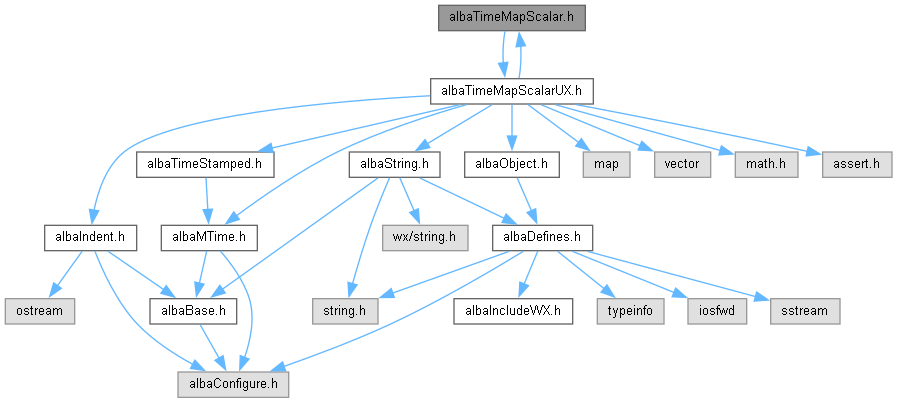 albaTimeMapScalar.h
albaTimeMapScalarUX.h
albaTimeStamped.h
albaString.h
albaObject.h
map
vector
math.h
assert.h
albaIndent.h
albaMTime.h
wx/string.h
albaDefines.h
ostream
albaBase.h
string.h
albaIncludeWX.h
typeinfo
iosfwd
sstream
albaConfigure.h